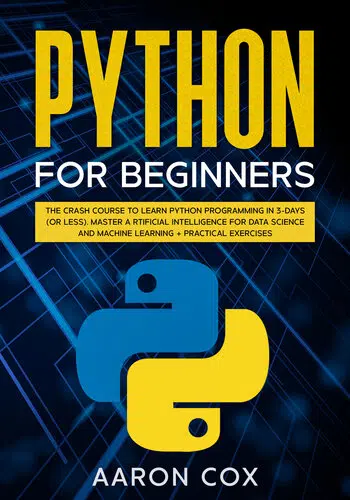 PYTHON
FOR BEGINNERS
THE CRASH COURSE TO LEARN PYTHON PROGRAMMING IN 3-DAYS
(OR LESS). MASTER A RTIFICIAL INTELLIGENCE FOR DATA SCIENCE
AND MACHINE LEARNING + PRACTICAL EXERCISES
AARON COX